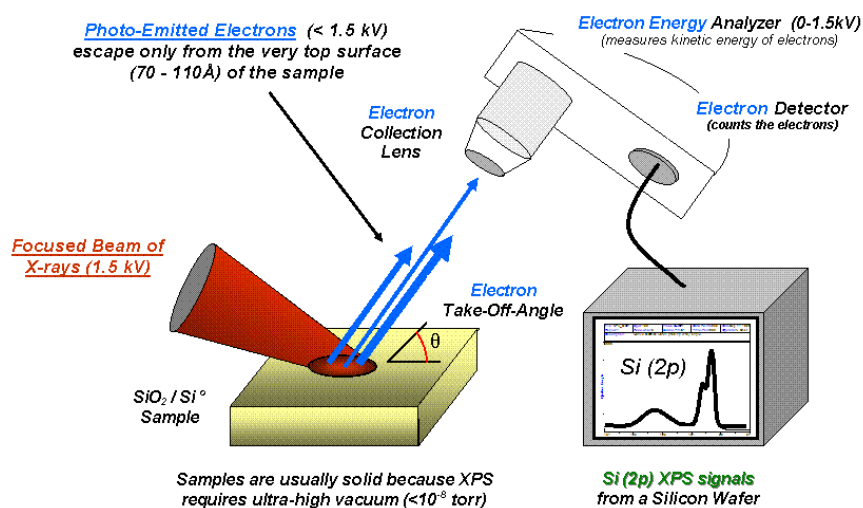 Photo-Emitted Electrons (< 1.5 kV)
escape only from the very top surface
(70 - 110Å) of the sample
Electron Energy Analyzer (0-1.5kV)
(measures kinetic energy of electrons)
Electron
Collection
Lens
Electron Detector
(counts the electrons)
Focused Beam of
X-rays (1.5 kV)
Electron
Take-Off-Angle
θ
Si (2p)
SiO₂ / Si°
Sample
Samples are usually solid because XPS
requires ultra-high vacuum (<10⁻⁸ torr)
Si (2p) XPS signals
from a Silicon Wafer